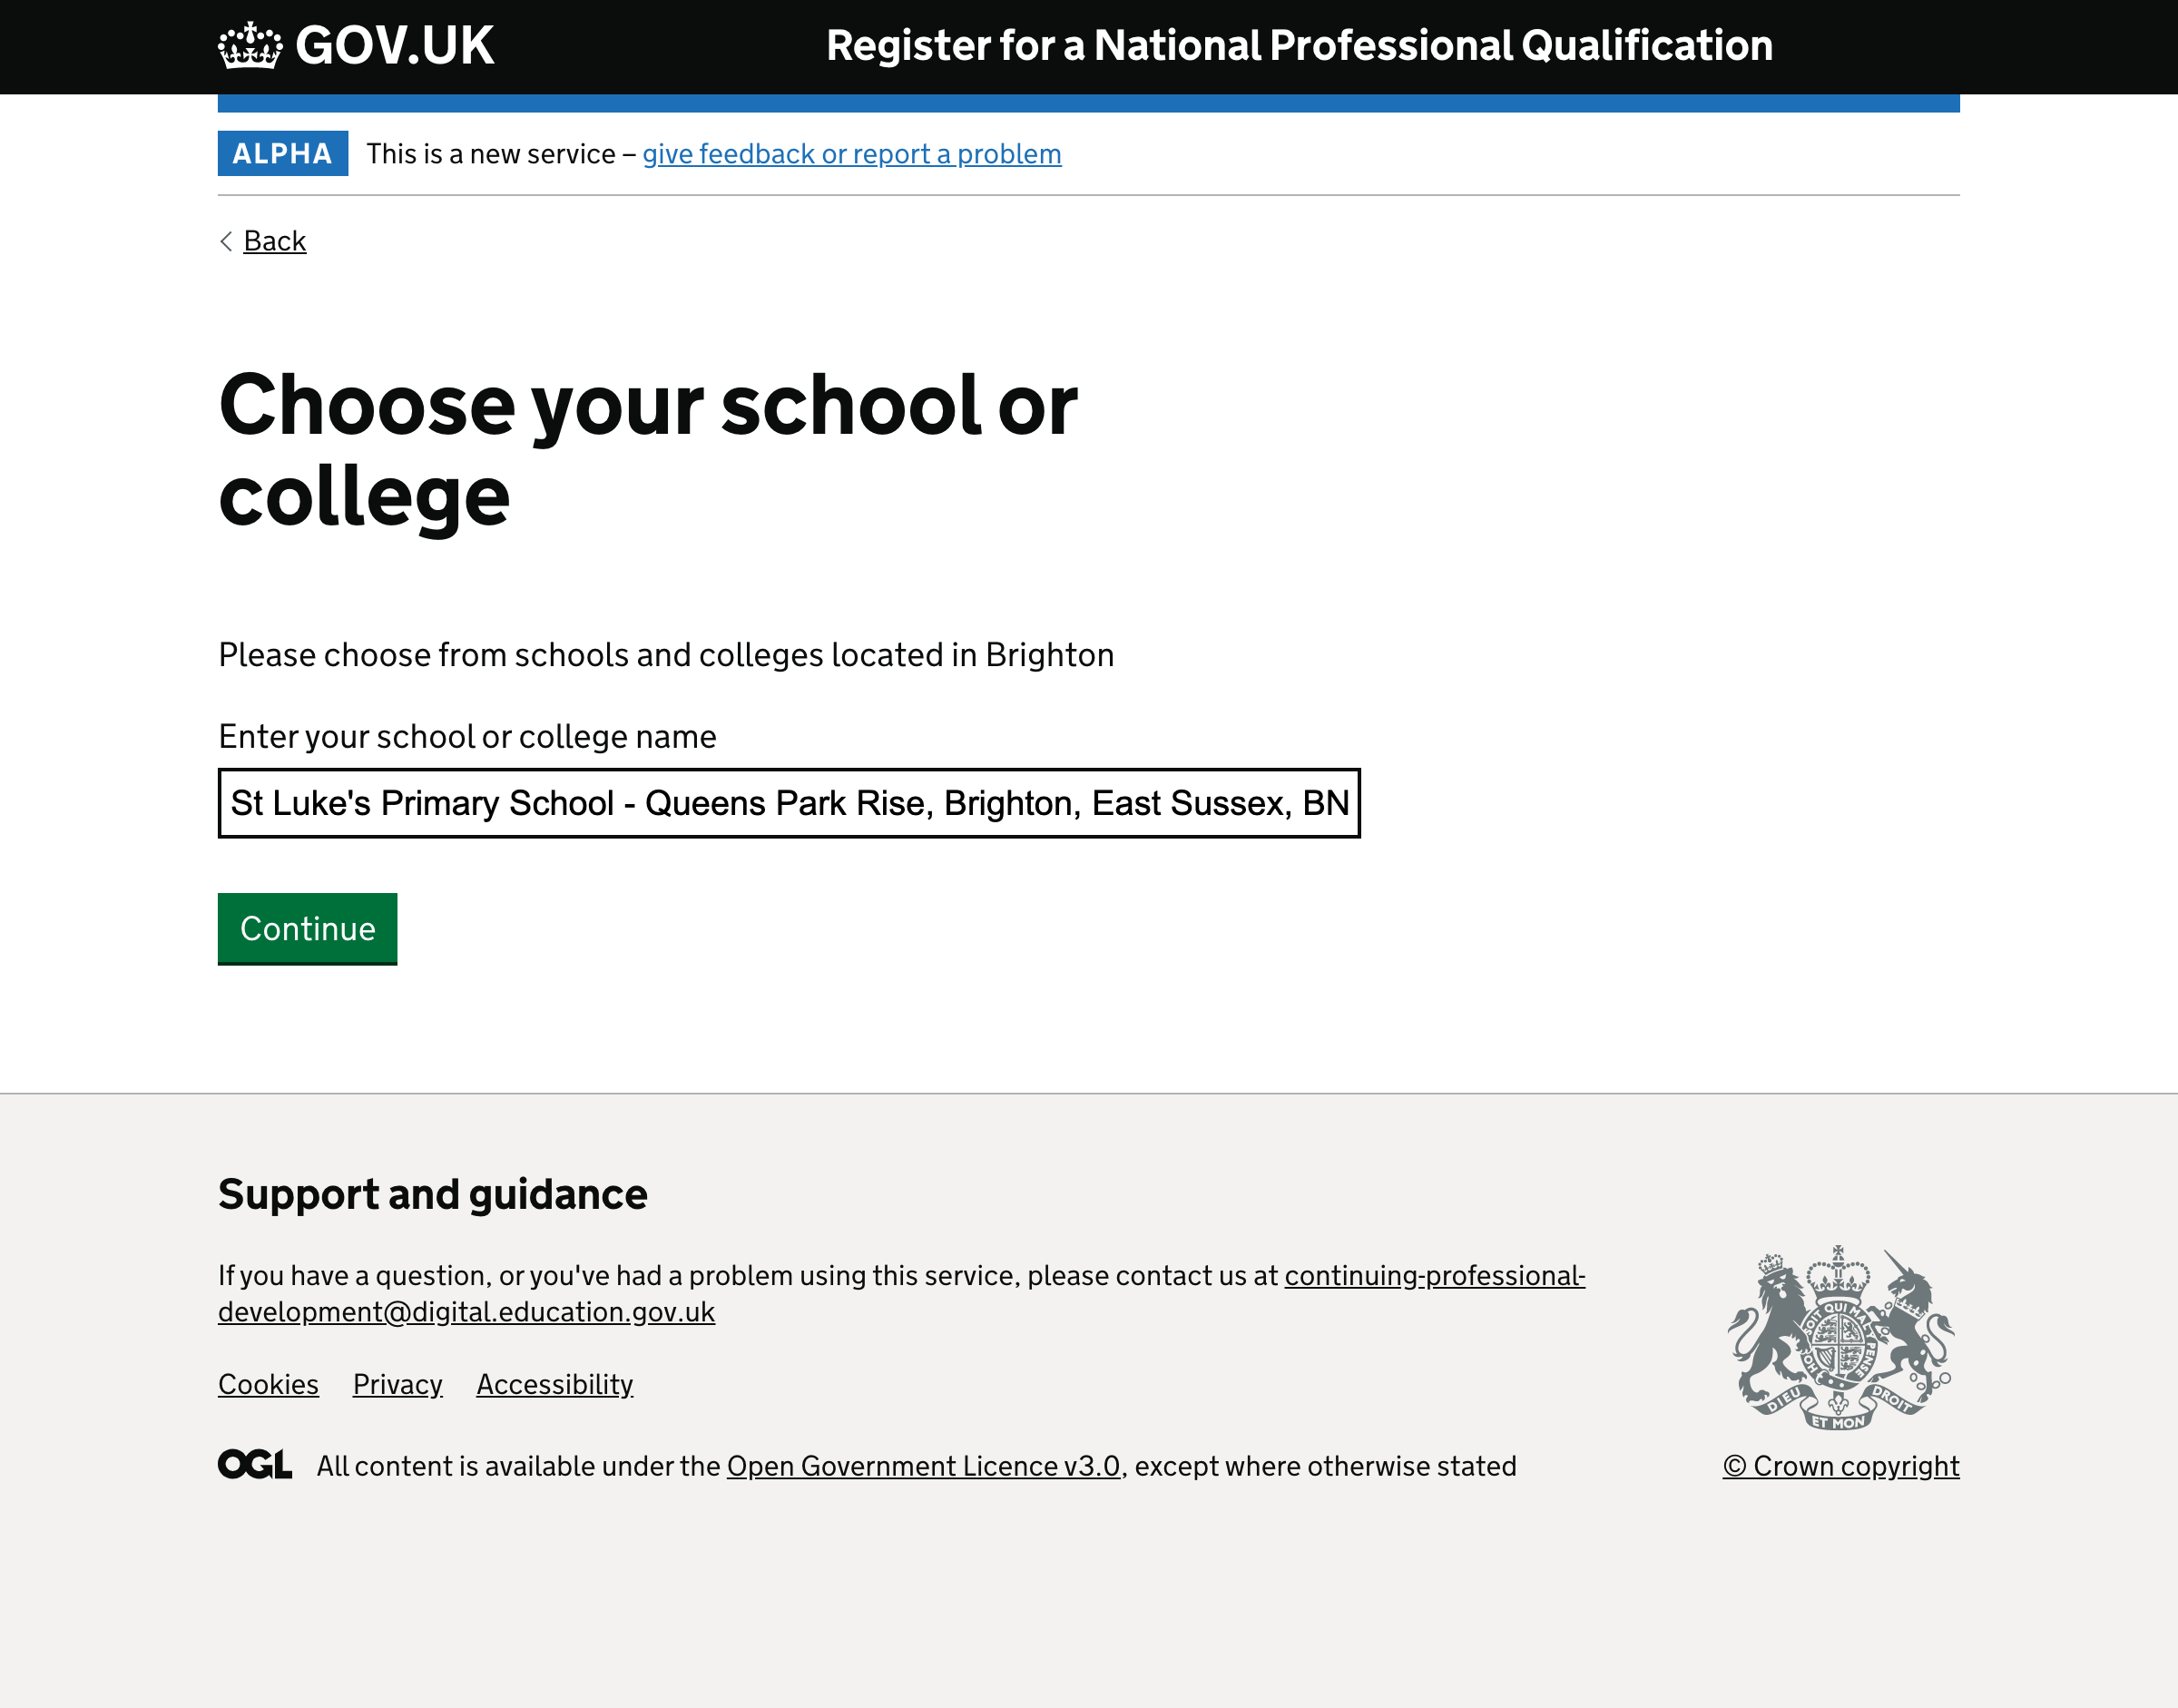 GOV.UK
Register for a National Professional Qualification
ALPHA
This is a new service – give feedback or report a problem
Back
Choose your school or
college
Please choose from schools and colleges located in Brighton
Enter your school or college name
St Luke's Primary School - Queens Park Rise, Brighton, East Sussex, BN
Continue
Support and guidance
If you have a question, or you've had a problem using this service, please contact us at continuing-professional-
development@digital.education.gov.uk
Cookies Privacy Accessibility
OGL All content is available under the Open Government Licence v3.0, except where otherwise stated
SOIT QUI MAL Y PENSE
DIEU ET MON DROIT
© Crown copyright